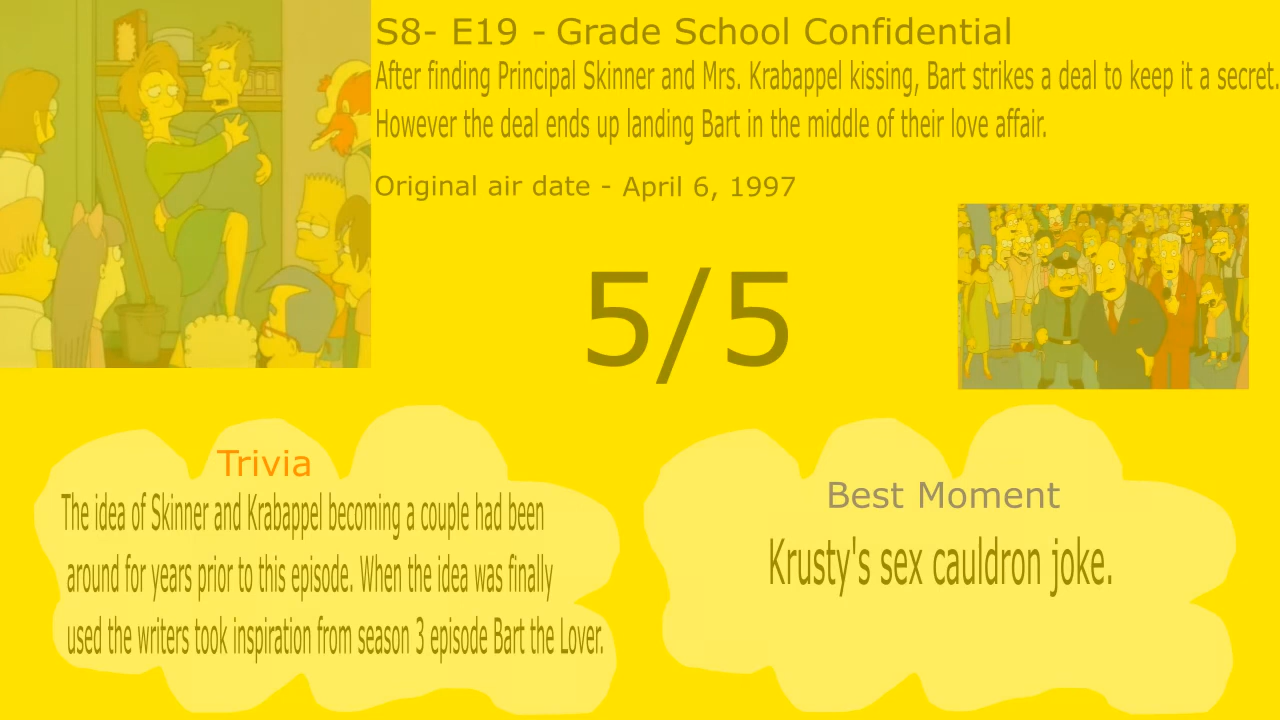 S8- E19 - Grade School Confidential
After finding Principal Skinner and Mrs. Krabappel kissing, Bart strikes a deal to keep it a secret.
However the deal ends up landing Bart in the middle of their love affair.
Original air date - April 6, 1997
5/5
Trivia
The idea of Skinner and Krabappel becoming a couple had been
around for years prior to this episode. When the idea was finally
used the writers took inspiration from season 3 episode Bart the Lover.
Best Moment
Krusty's sex cauldron joke.